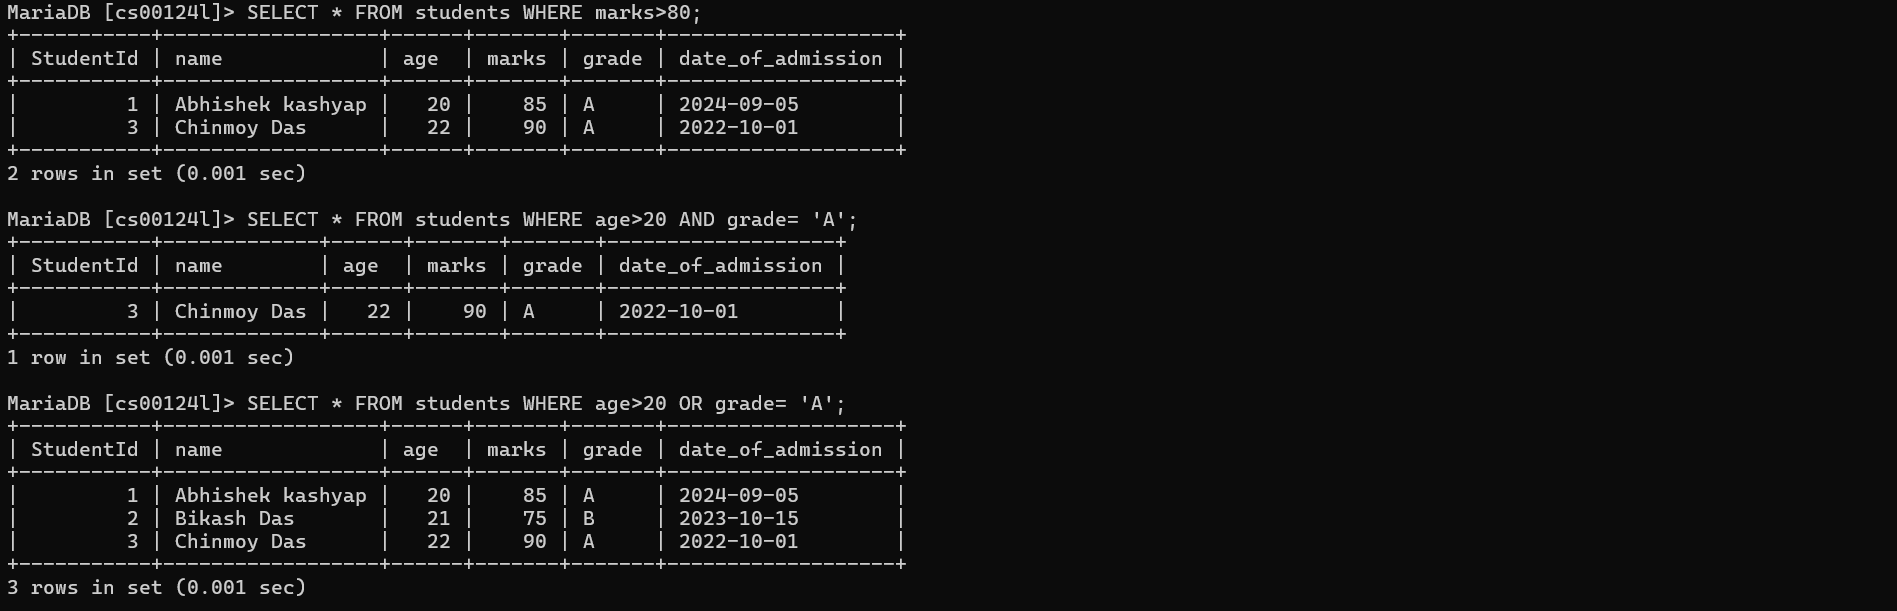 MariaDB [cs00124l]> SELECT * FROM students WHERE marks>80;
+-----------+------------------+------+-------+-------+-------------------+
| StudentId | name             | age  | marks | grade | date_of_admission |
+-----------+------------------+------+-------+-------+-------------------+
|         1 | Abhishek kashyap |   20 |    85 | A     | 2024-09-05        |
|         3 | Chinmoy Das      |   22 |    90 | A     | 2022-10-01        |
+-----------+------------------+------+-------+-------+-------------------+
2 rows in set (0.001 sec)

MariaDB [cs00124l]> SELECT * FROM students WHERE age>20 AND grade= 'A';
+-----------+-------------+------+-------+-------+-------------------+
| StudentId | name        | age  | marks | grade | date_of_admission |
+-----------+-------------+------+-------+-------+-------------------+
|         3 | Chinmoy Das |   22 |    90 | A     | 2022-10-01        |
+-----------+-------------+------+-------+-------+-------------------+
1 row in set (0.001 sec)

MariaDB [cs00124l]> SELECT * FROM students WHERE age>20 OR grade= 'A';
+-----------+------------------+------+-------+-------+-------------------+
| StudentId | name             | age  | marks | grade | date_of_admission |
+-----------+------------------+------+-------+-------+-------------------+
|         1 | Abhishek kashyap |   20 |    85 | A     | 2024-09-05        |
|         2 | Bikash Das       |   21 |    75 | B     | 2023-10-15        |
|         3 | Chinmoy Das      |   22 |    90 | A     | 2022-10-01        |
+-----------+------------------+------+-------+-------+-------------------+
3 rows in set (0.001 sec)